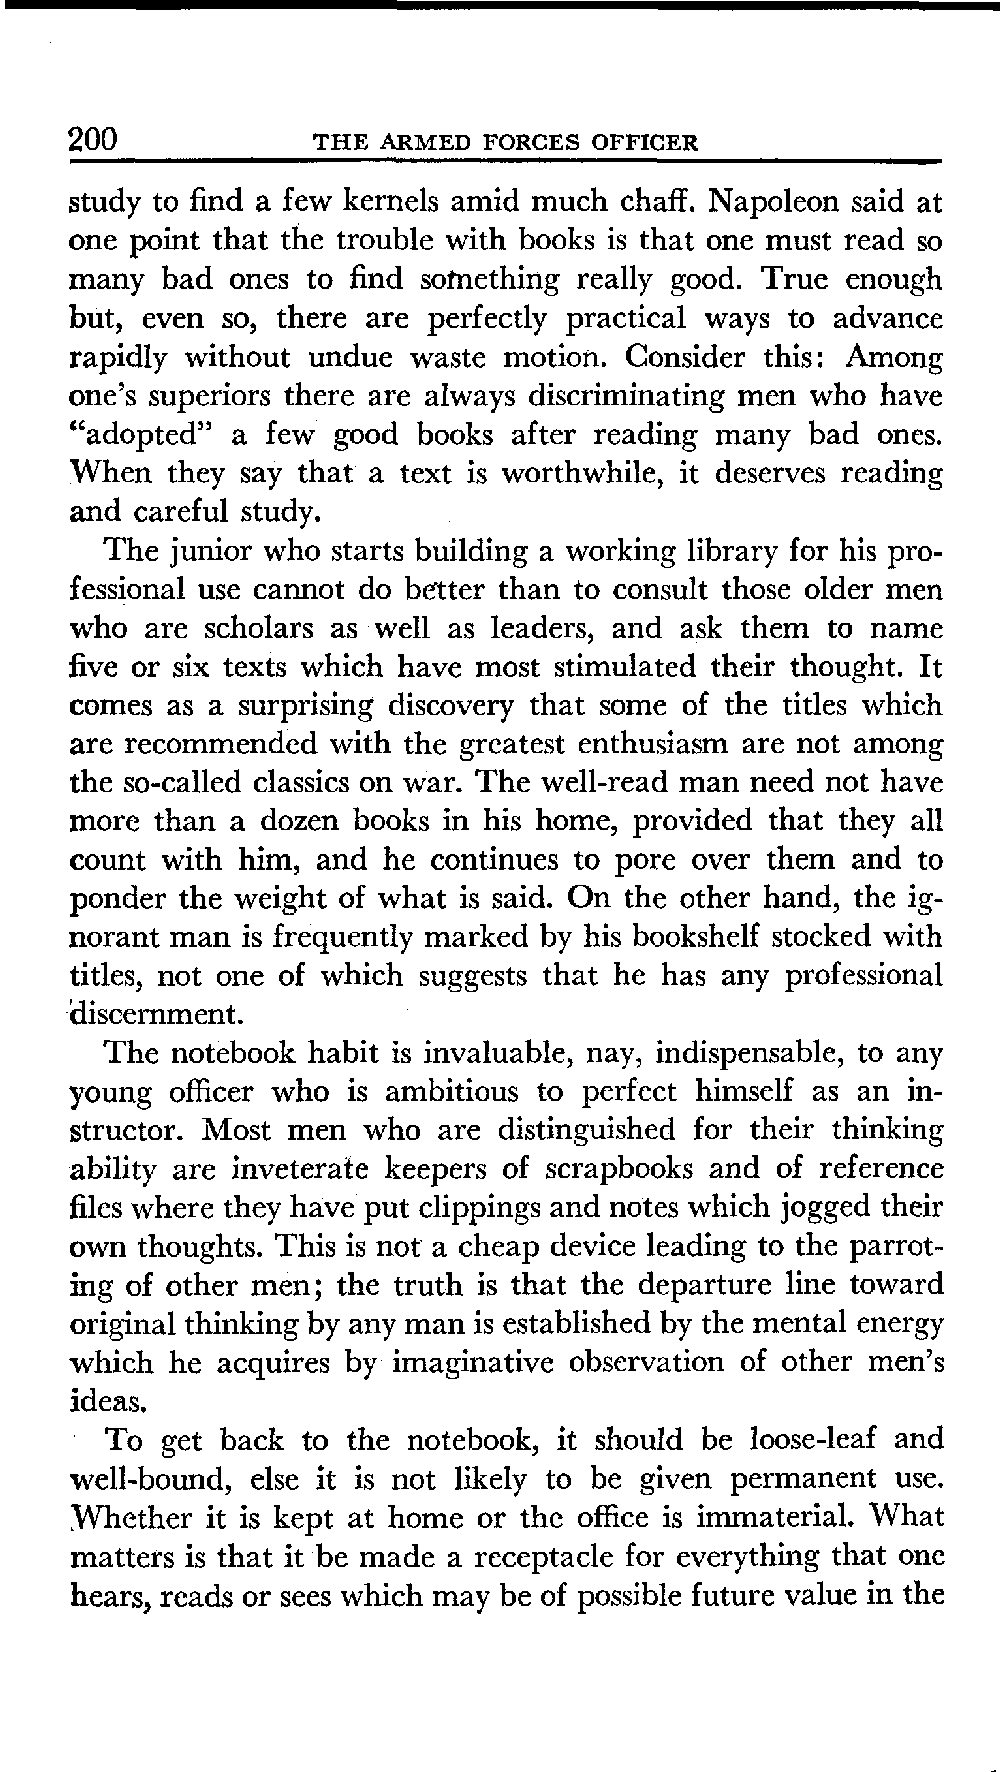 200 THE ARMED FORCES OFFICER
study to find a few kernels amid much chaff. Napoleon said at
one point that the trouble with books is that one must read so
many bad ones to find something really good. True enough
but, even so, there are perfectly practical ways to advance
rapidly without undue waste motion. Consider this: Among
one's superiors there are always discriminating men who have
"adopted" a few good books after reading many bad ones.
When they say that a text is worthwhile, it deserves reading
and careful study.
The junior who starts building a working library for his pro-
fessional use cannot do better than to consult those older men
who are scholars as well as leaders, and ask them to name
five or six texts which have most stimulated their thought. It
comes as a surprising discovery that some of the titles which
are recommended with the greatest enthusiasm are not among
the so-called classics on war. The well-read man need not have
more than a dozen books in his home, provided that they all
count with him, and he continues to pore over them and to
ponder the weight of what is said. On the other hand, the ig-
norant man is frequently marked by his bookshelf stocked with
titles, not one of which suggests that he has any professional
discernment.
The notebook habit is invaluable, nay, indispensable, to any
young officer who is ambitious to perfect himself as an in-
structor. Most men who are distinguished for their thinking
ability are inveterate keepers of scrapbooks and of reference
files where they have put clippings and notes which jogged their
own thoughts. This is not a cheap device leading to the parrot-
ing of other men; the truth is that the departure line toward
original thinking by any man is established by the mental energy
which he acquires by imaginative observation of other men's
ideas.
To get back to the notebook, it should be loose-leaf and
well-bound, else it is not likely to be given permanent use.
Whether it is kept at home or the office is immaterial. What
matters is that it be made a receptacle for everything that one
hears, reads or sees which may be of possible future value in the